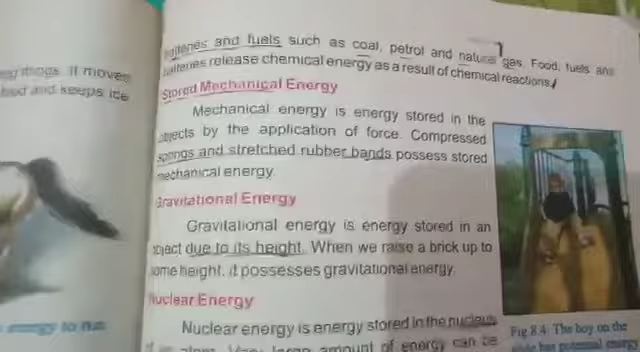 batteries and fuels such as coal, petrol and natural gas. Food, fuels and
batteries release chemical energy as a result of chemical reactions.
Stored Mechanical Energy
Mechanical energy is energy stored in the
objects by the application of force. Compressed
springs and stretched rubber bands possess stored
mechanical energy.
Gravitational Energy
Gravitational energy is energy stored in an
object due to its height. When we raise a brick up to
some height, it possesses gravitational energy.
Nuclear Energy
Nuclear energy is energy stored in the nucleus
amount of energy can be
Fig 8.4 The boy on the
has potential energy
It moves
food and keeps ice
energy to run